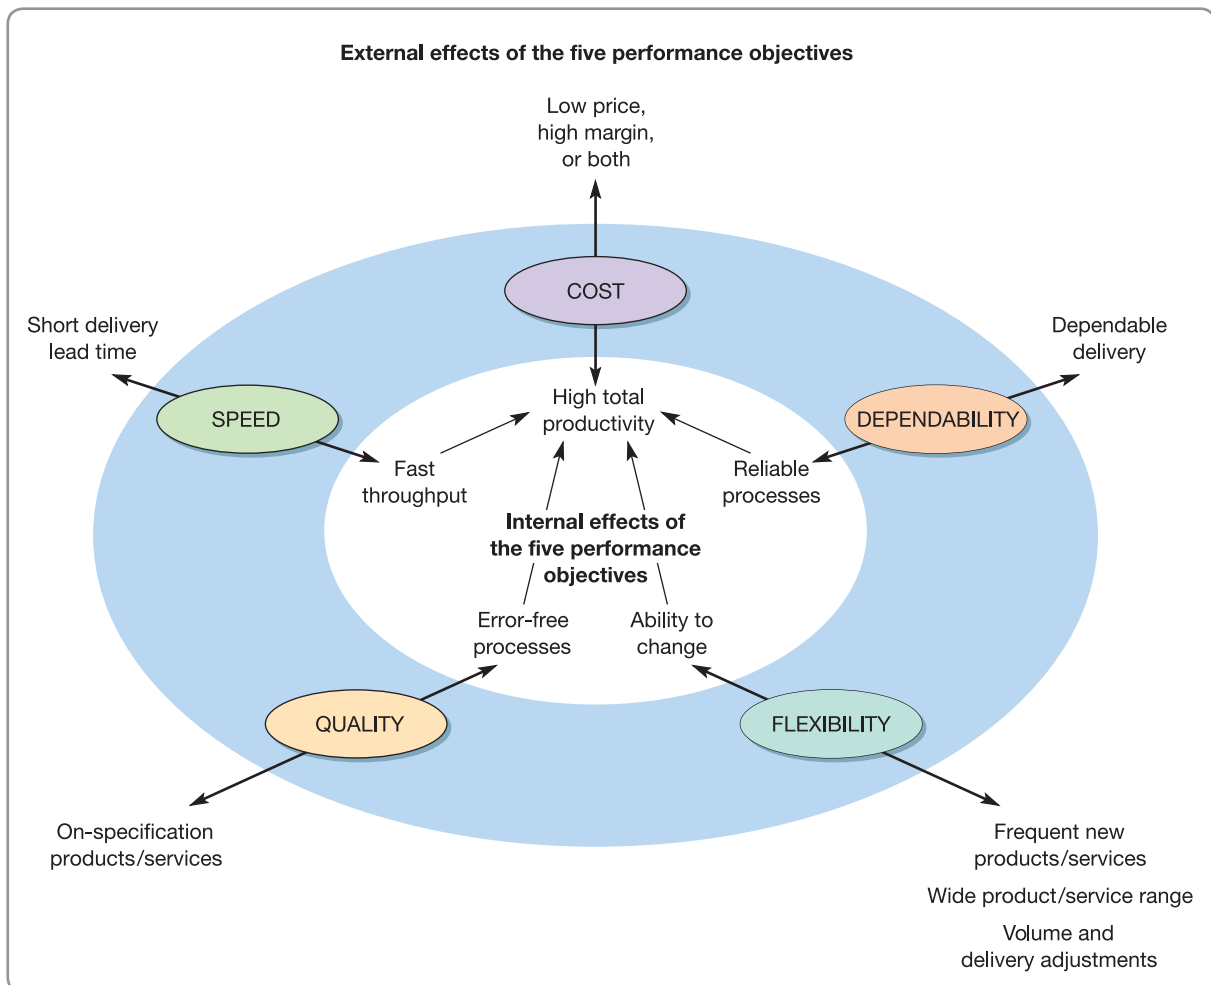 External effects of the five performance objectives
Low price,
high margin,
or both
COST
Short delivery
lead time
Dependable
delivery
SPEED
DEPENDABILITY
High total
productivity
Fast
throughput
Reliable
processes
Internal effects of
the five performance
objectives
Error-free
processes
Ability to
change
QUALITY
FLEXIBILITY
On-specification
products/services
Frequent new
products/services
Wide product/service range
Volume and
delivery adjustments